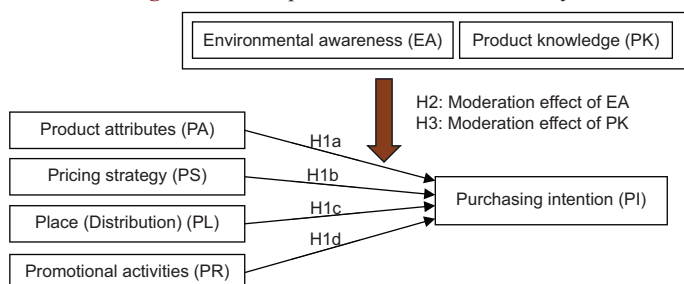 Environmental awareness (EA)
Product knowledge (PK)
H2: Moderation effect of EA
H3: Moderation effect of PK
Product attributes (PA)
H1a
Pricing strategy (PS)
H1b
Purchasing intention (PI)
Place (Distribution) (PL)
H1c
H1d
Promotional activities (PR)